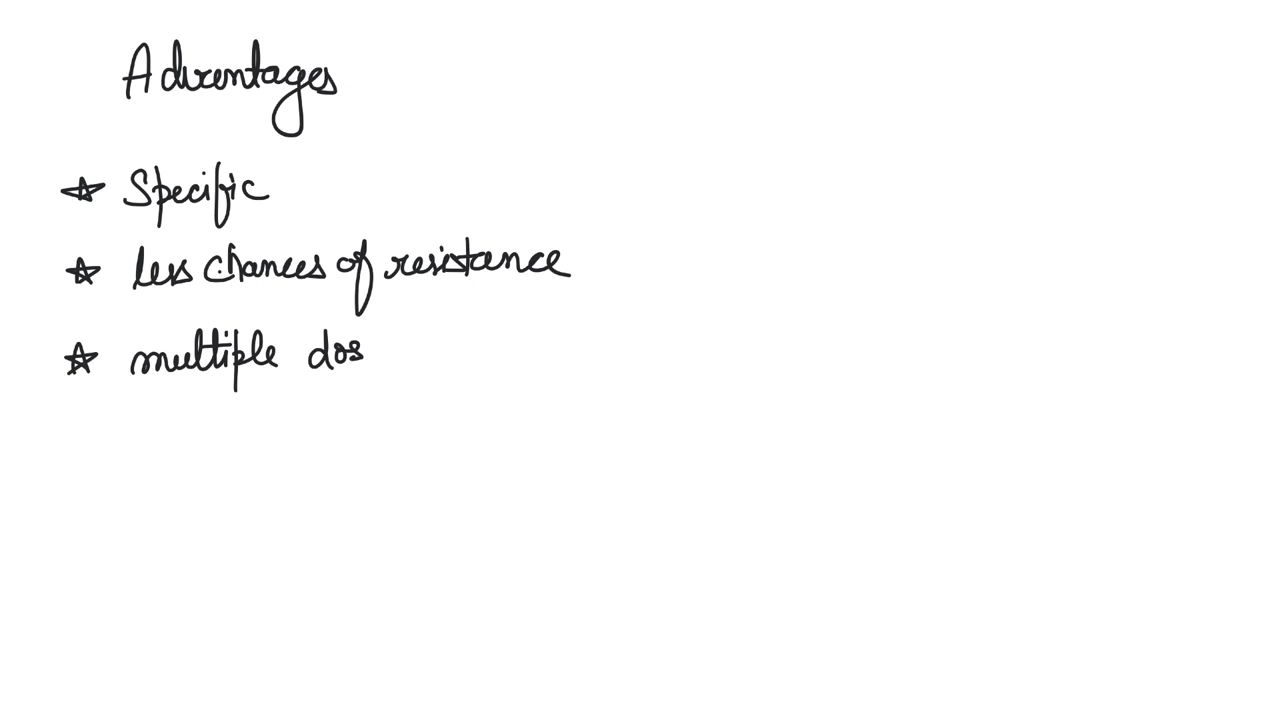 Advantages
☆ Specific
☆ less chances of resistance
☆ multiple dos